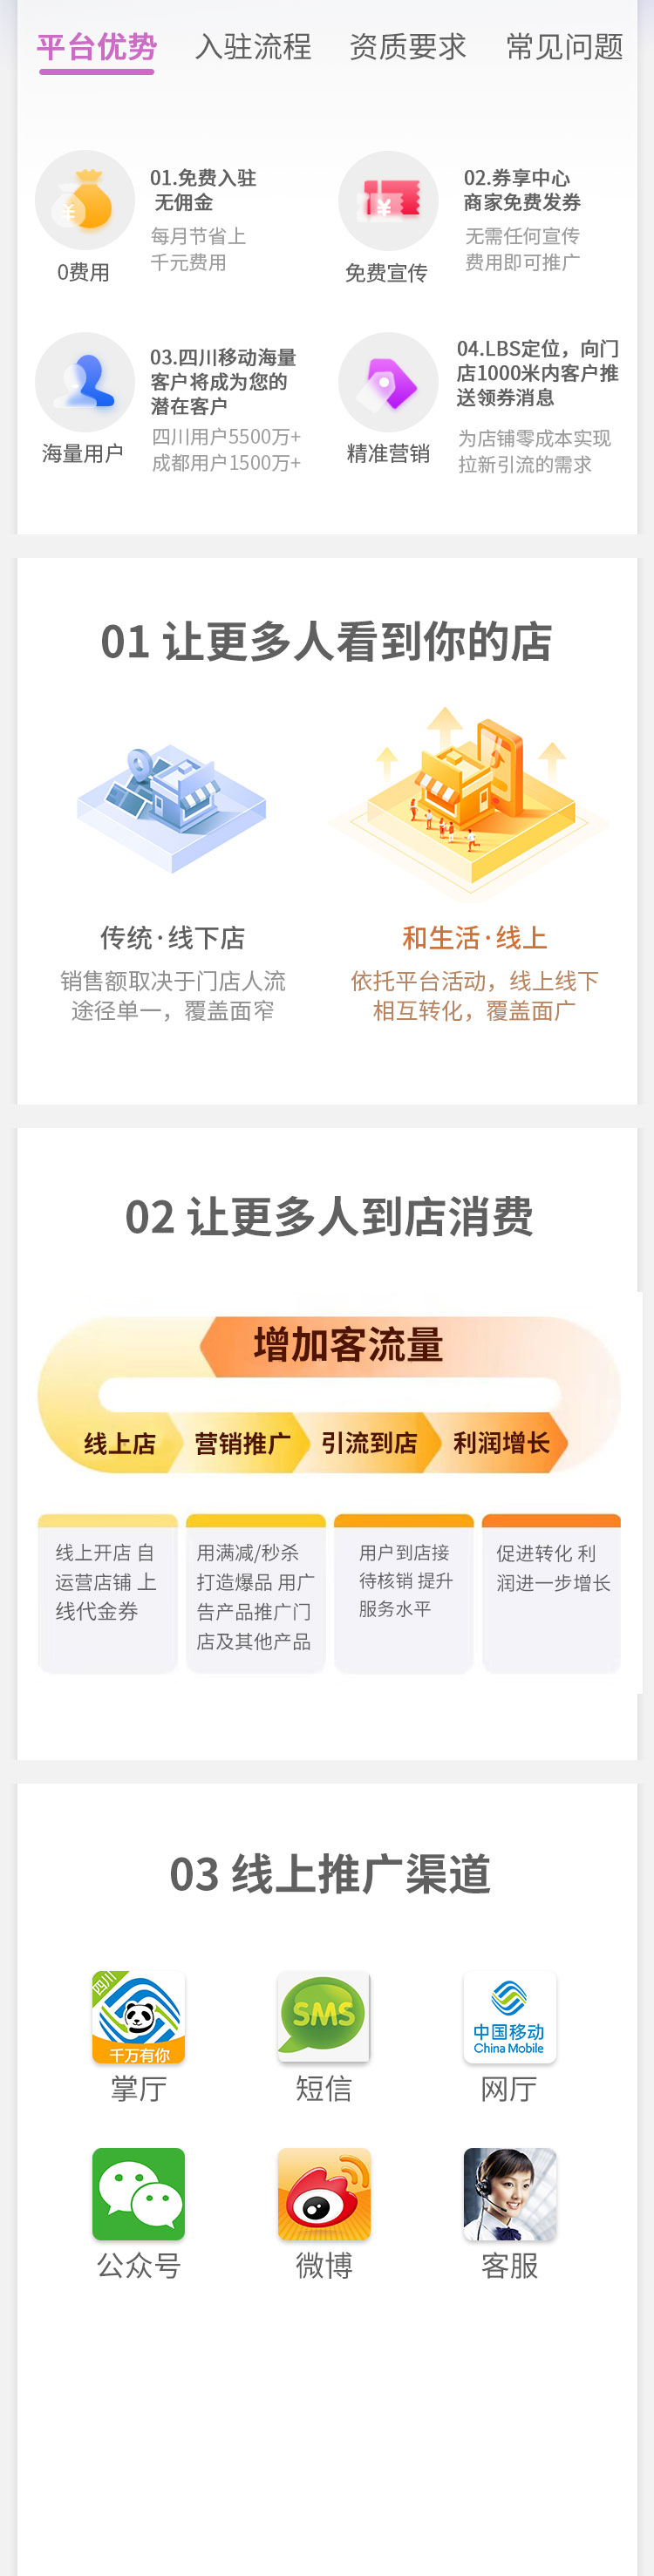 平台优势 入驻流程 资质要求 常见问题
01.免费入驻
无佣金
每月节省上
千元费用
¥
0费用
02.券享中心
商家免费发券
无需任何宣传
费用即可推广
¥
免费宣传
03.四川移动海量
客户将成为您的
潜在客户
四川用户5500万+
成都用户1500万+
海量用户
04.LBS定位，向门
店1000米内客户推
送领券消息
为店铺零成本实现
拉新引流的需求
精准营销
01 让更多人看到你的店
传统·线下店
销售额取决于门店人流
途径单一，覆盖面窄
和生活·线上
依托平台活动，线上线下
相互转化，覆盖面广
02 让更多人到店消费
增加客流量
线上店 营销推广 引流到店 利润增长
线上开店 自
运营店铺 上
线代金券
用满减/秒杀
打造爆品 用广
告产品推广门
店及其他产品
用户到店接
待核销 提升
服务水平
促进转化 利
润进一步增长
03 线上推广渠道
四川
千万有你
掌厅
SMS
短信
中国移动
China Mobile
网厅
公众号
微博
客服